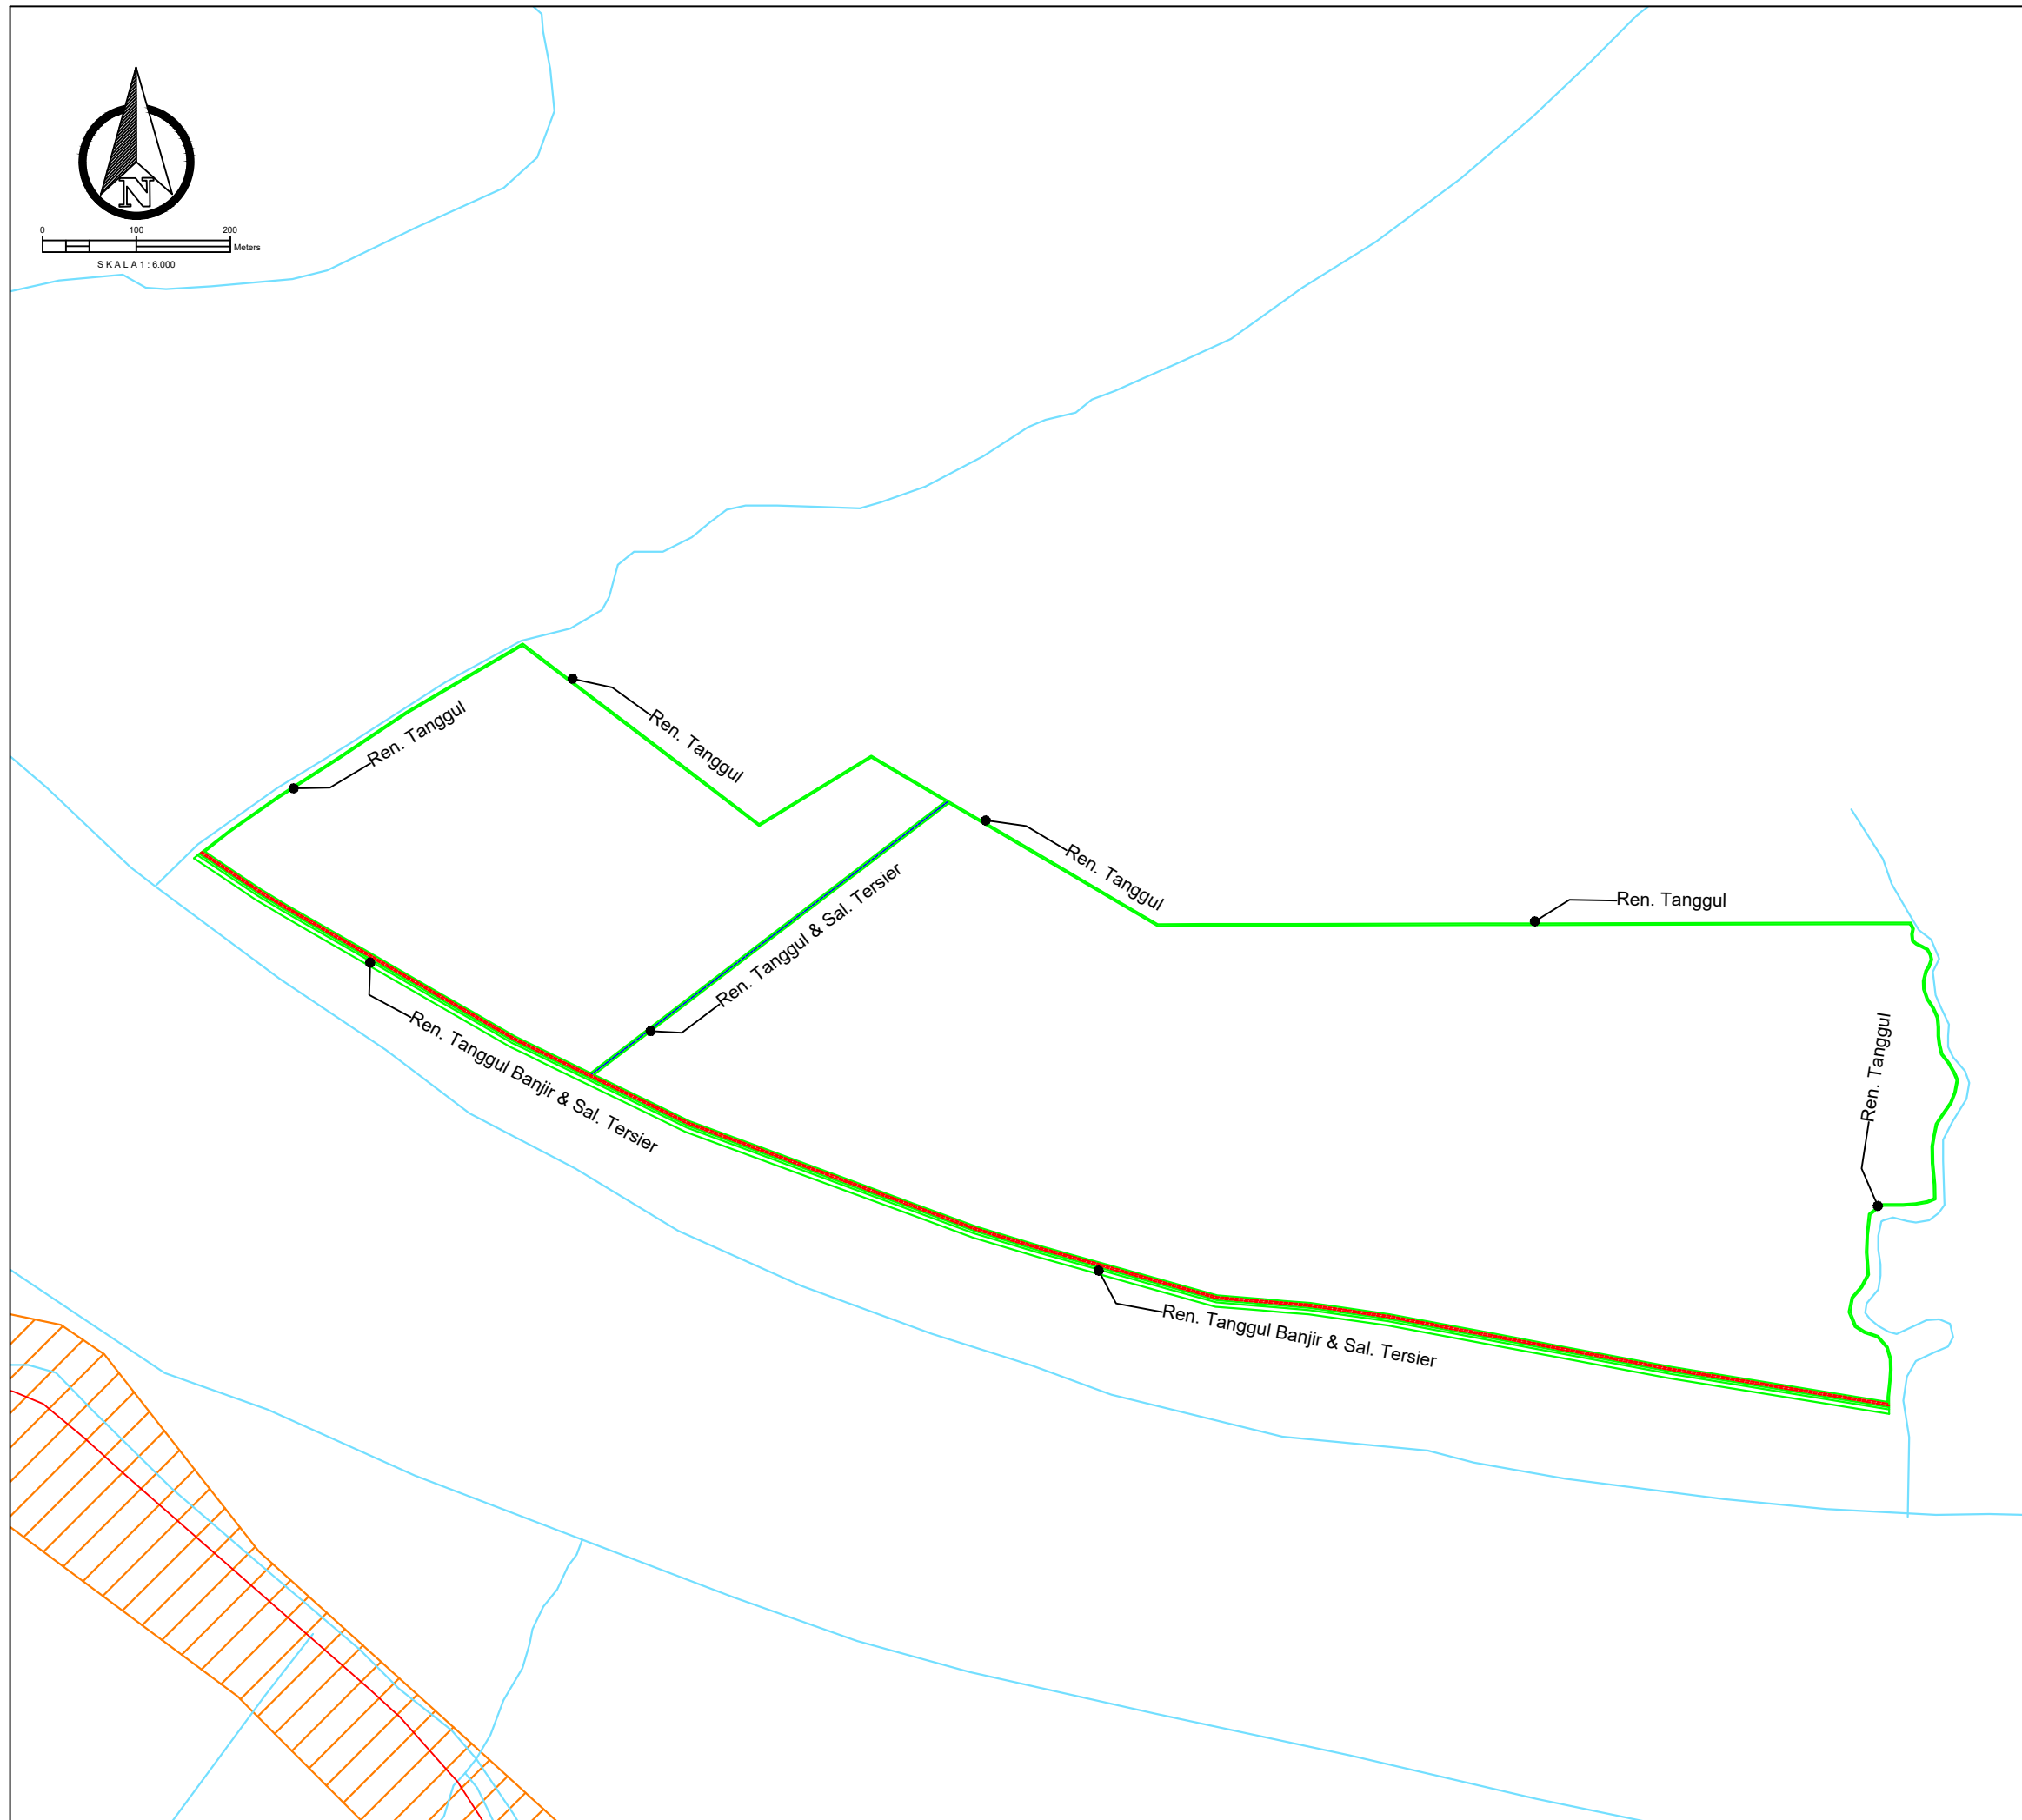 N
0 100 200
Meters
S K A L A 1 : 6.000
Ren. Tanggul
Ren. Tanggul
Ren. Tanggul
Ren. Tanggul
Ren. Tanggul & Sal. Tersier
Ren. Tanggul
Ren. Tanggul Banjir & Sal. Tersier
Ren. Tanggul Banjir & Sal. Tersier